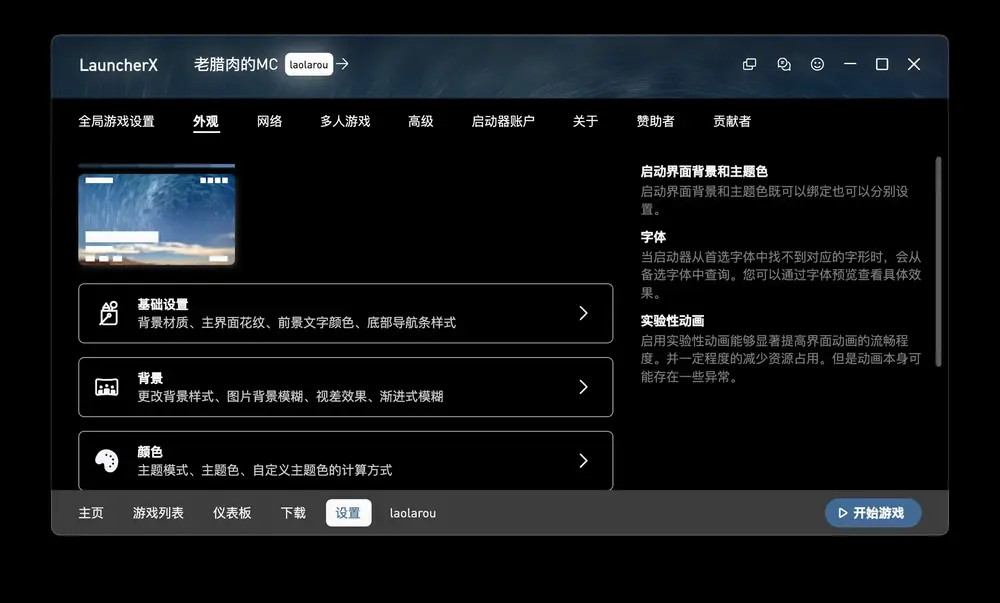 LauncherX
老腊肉的MC laolarou
全局游戏设置 外观 网络 多人游戏 高级 启动器账户 关于 赞助者 贡献者
基础设置
背景材质、主界面花纹、前景文字颜色、底部导航条样式
背景
更改背景样式、图片背景模糊、视差效果、渐进式模糊
颜色
主题模式、主题色、自定义主题色的计算方式
启动界面背景和主题色
启动界面背景和主题色既可以绑定也可以分别设
置。
字体
当启动器从首选字体中找不到对应的字形时，会从
备选字体中查询。您可以通过字体预览查看具体效
果。
实验性动画
启用实验性动画能够显著提高界面动画的流畅程
度。并一定程度的减少资源占用。但是动画本身可
能存在一些异常。
主页 游戏列表 仪表板 下载 设置 laolarou
开始游戏